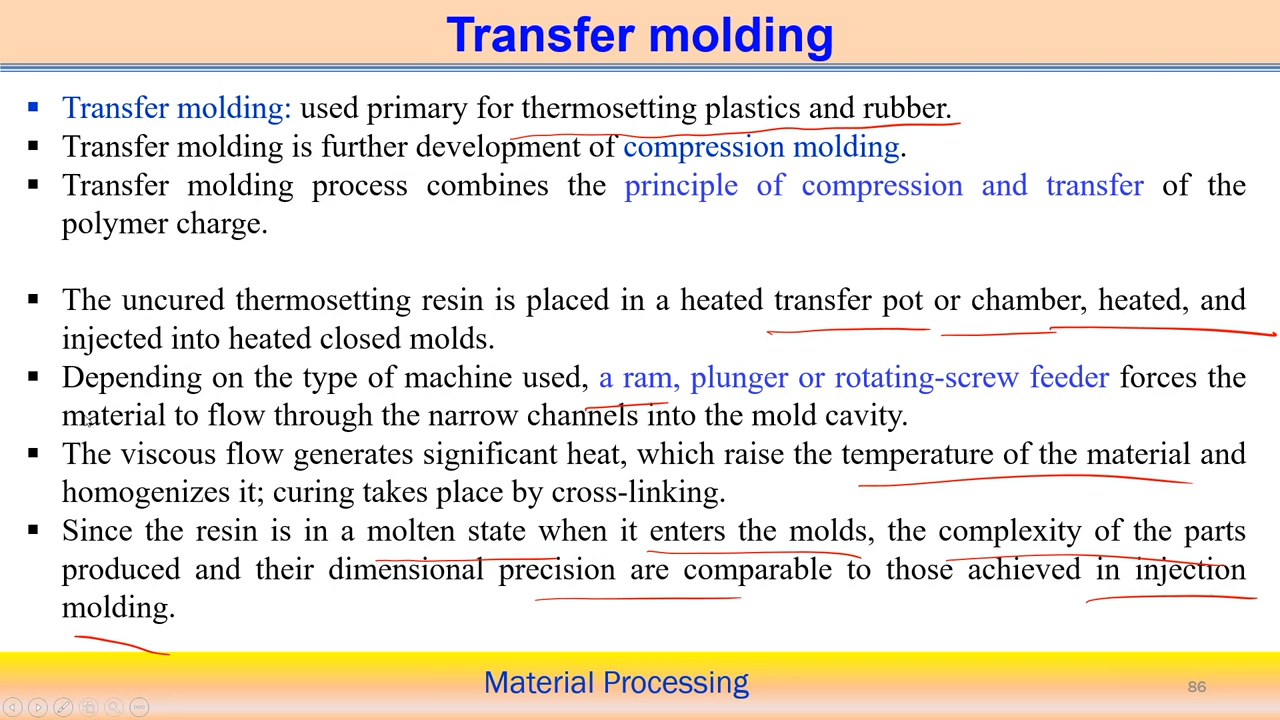 Transfer molding
▪ Transfer molding: used primary for thermosetting plastics and rubber.
▪ Transfer molding is further development of compression molding.
▪ Transfer molding process combines the principle of compression and transfer of the
polymer charge.
▪ The uncured thermosetting resin is placed in a heated transfer pot or chamber, heated, and
injected into heated closed molds.
▪ Depending on the type of machine used, a ram, plunger or rotating-screw feeder forces the
material to flow through the narrow channels into the mold cavity.
▪ The viscous flow generates significant heat, which raise the temperature of the material and
homogenizes it; curing takes place by cross-linking.
▪ Since the resin is in a molten state when it enters the molds, the complexity of the parts
produced and their dimensional precision are comparable to those achieved in injection
molding.
Material Processing
86